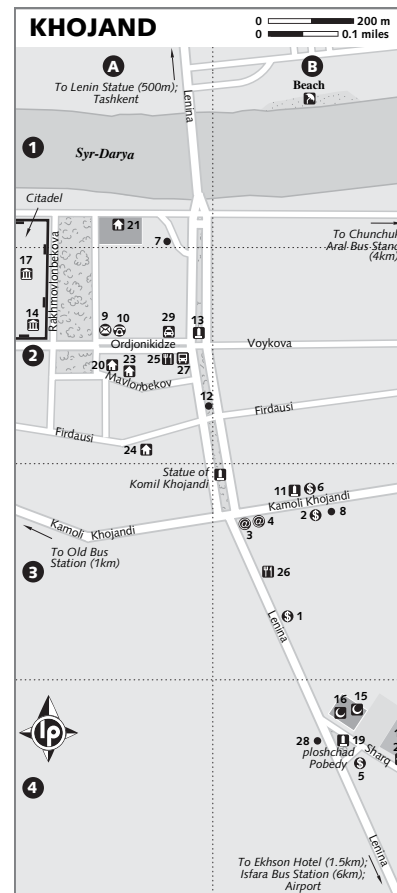 KHOJAND
0 200 m
0 0.1 miles
A
B
To Lenin Statue (500m);
Tashkent
Lenina
Beach
1
Syr-Darya
Citadel
21
7
To Chunchuk
Aral Bus Stand
(4km)
17
Rakhmovlonbekova
14
9
10
29
13
2
Ordjonikidze
Voykova
20
23
25
27
Mavlonbekov
12
Firdausi
Firdausi
24
Statue of
Komil Khojandi
11
6
Kamoli Khojandi
3
4
2
8
Kamoli Khojandi
To Old Bus
Station (1km)
3
26
Lenina
1
16
15
lp
28
19
ploshchad
Pobedy
Sharq
5
4
Lenina
To Ekhson Hotel (1.5km);
Isfara Bus Station (6km);
Airport